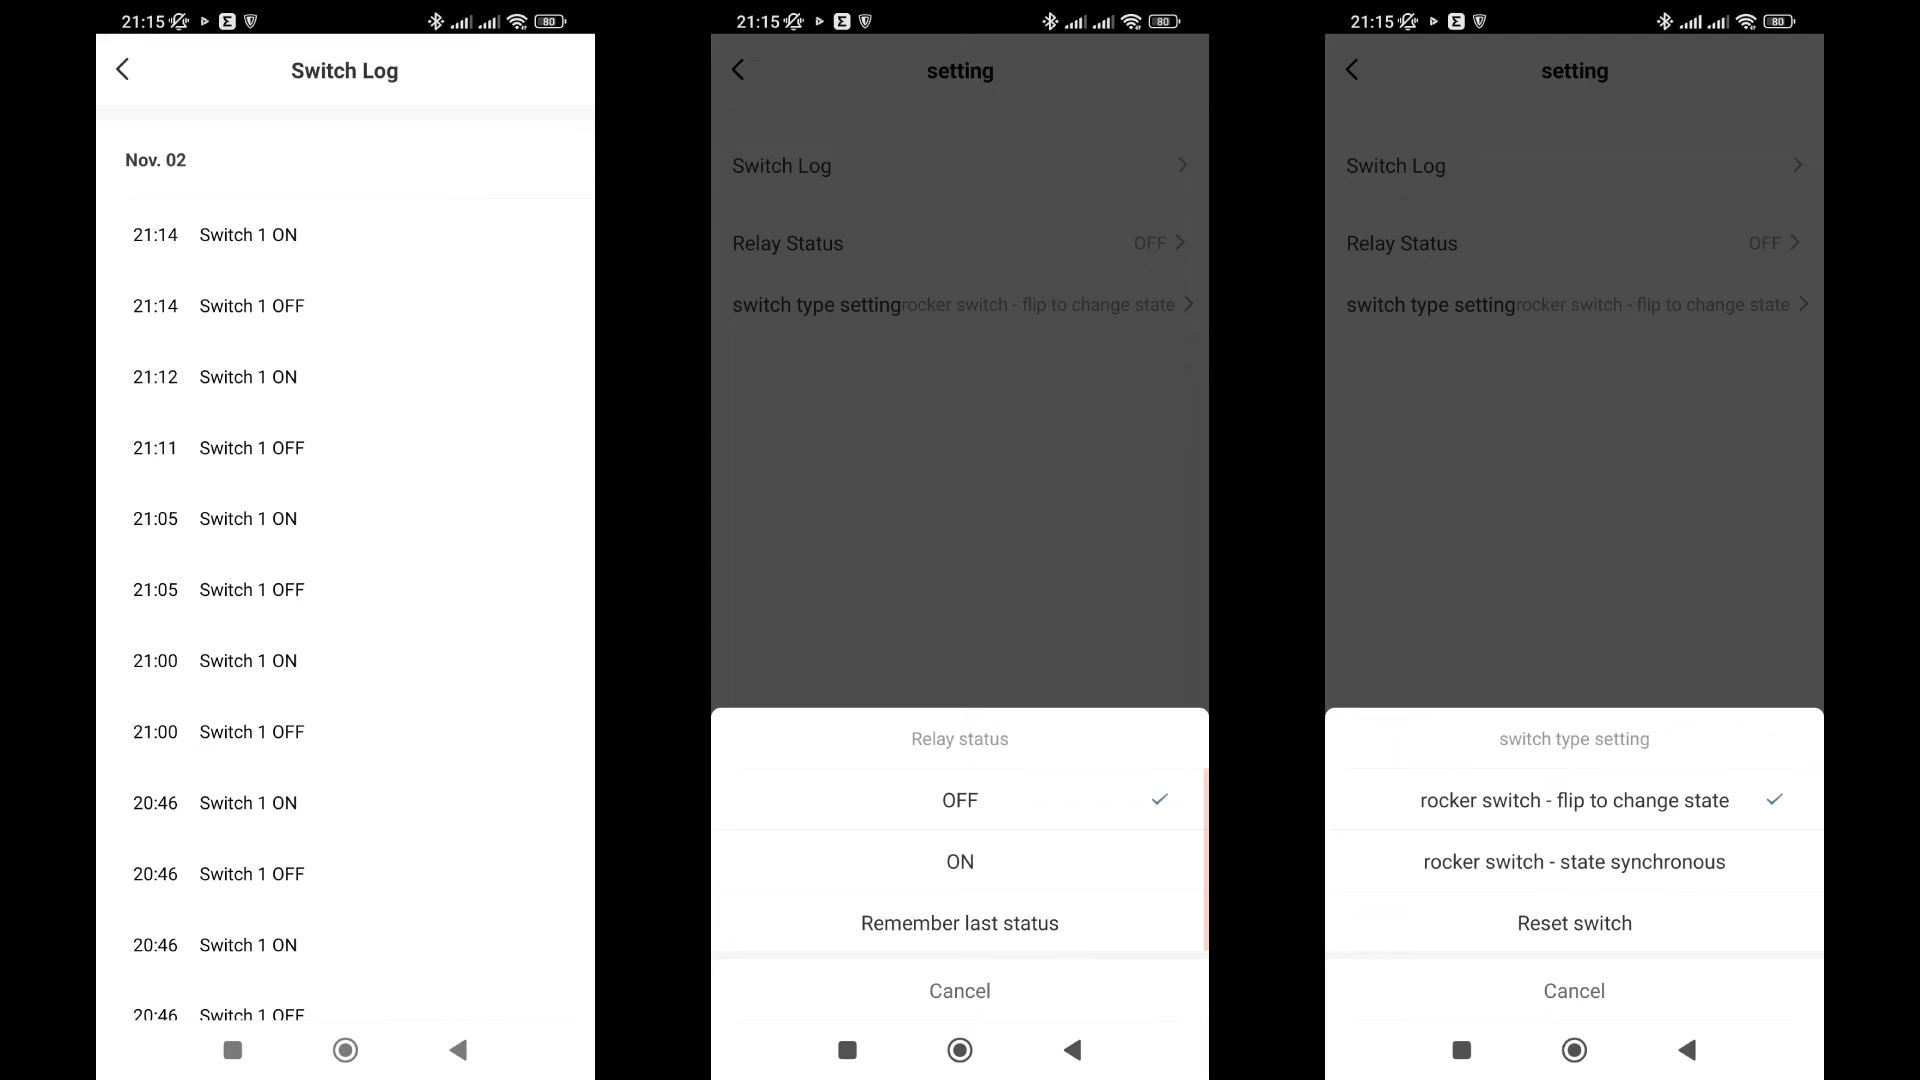 21:15
80
Switch Log
Nov. 02
21:14 Switch 1 ON
21:14 Switch 1 OFF
21:12 Switch 1 ON
21:11 Switch 1 OFF
21:05 Switch 1 ON
21:05 Switch 1 OFF
21:00 Switch 1 ON
21:00 Switch 1 OFF
20:46 Switch 1 ON
20:46 Switch 1 OFF
20:46 Switch 1 ON
20:46 Switch 1 OFF
21:15
80
setting
Switch Log
Relay Status OFF
switch type setting rocker switch - flip to change state
Relay status
OFF
ON
Remember last status
Cancel
21:15
80
setting
Switch Log
Relay Status OFF
switch type setting rocker switch - flip to change state
switch type setting
rocker switch - flip to change state
rocker switch - state synchronous
Reset switch
Cancel